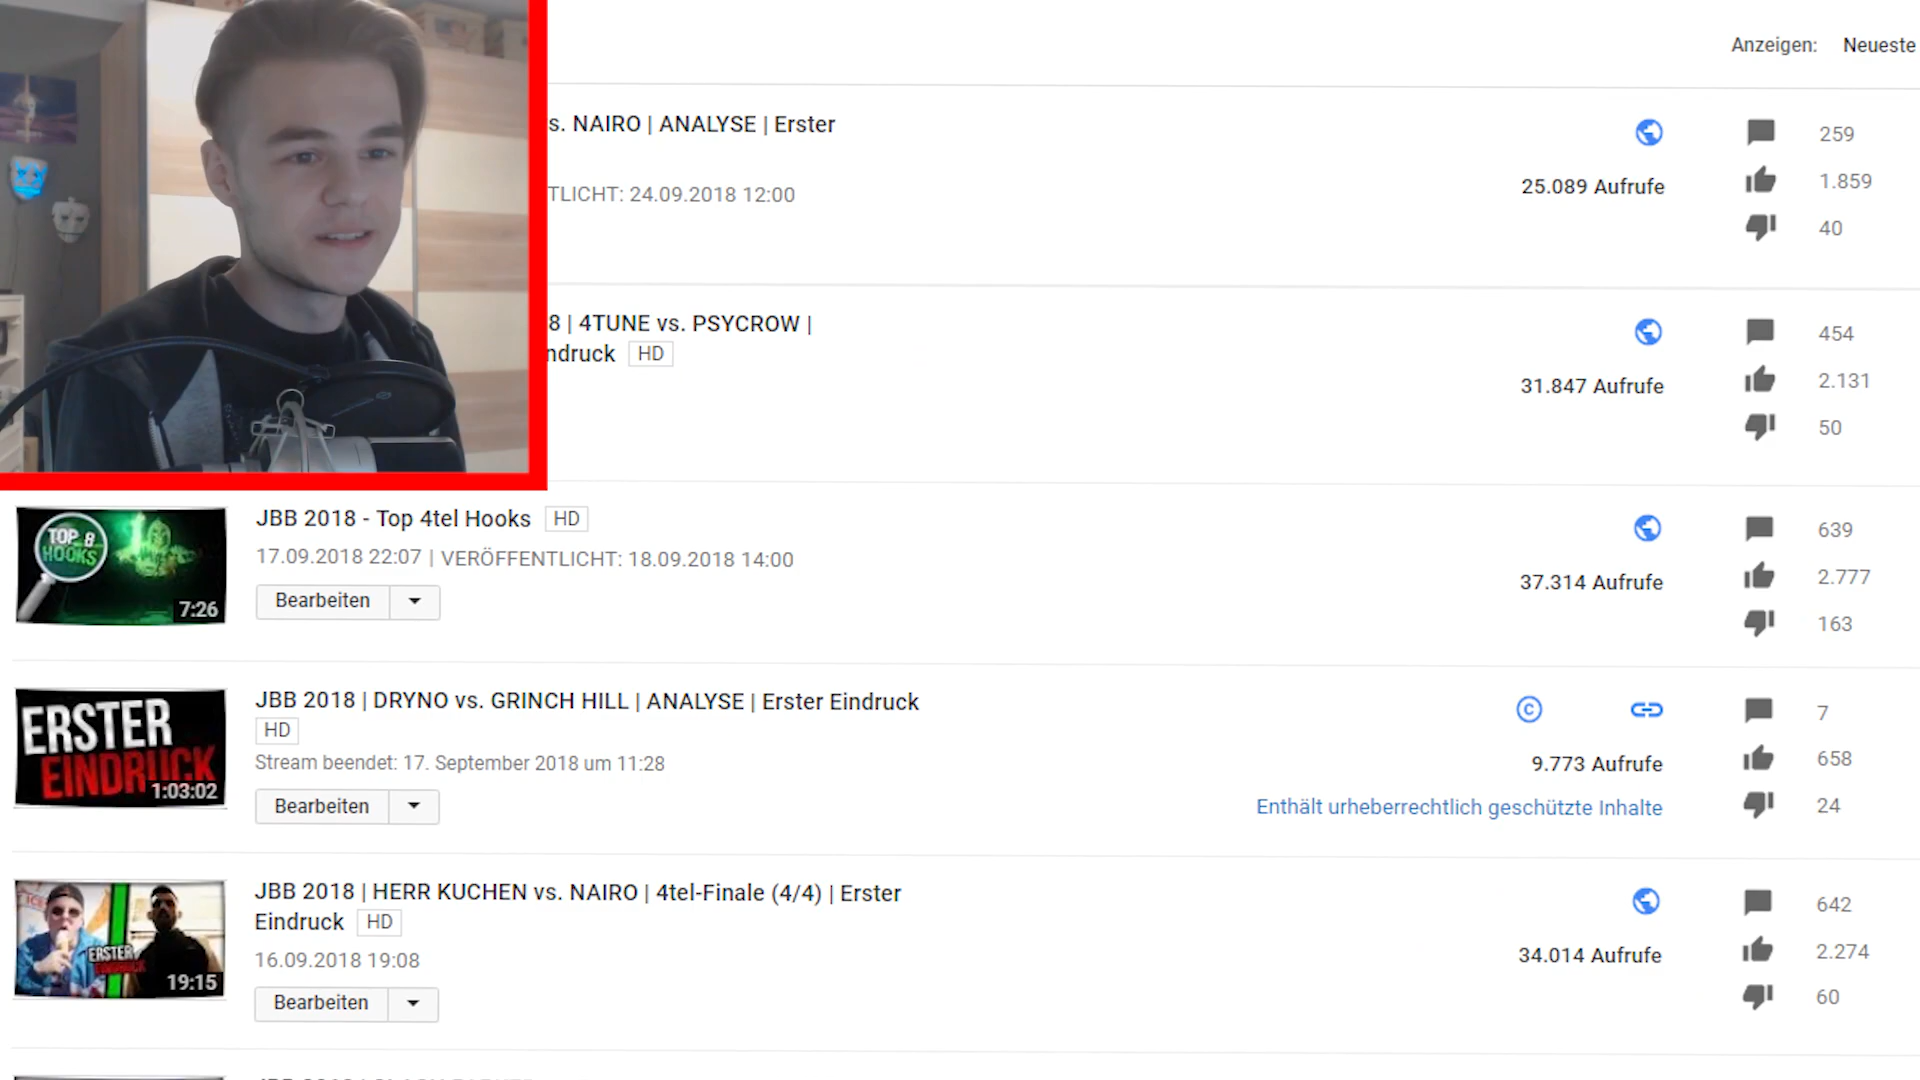 Anzeigen: Neueste
s. NAIRO | ANALYSE | Erster
TLICHT: 24.09.2018 12:00
25.089 Aufrufe
259
1.859
40
8 | 4TUNE vs. PSYCROW |
ndruck HD
31.847 Aufrufe
454
2.131
50
TOP 8
HOOKS
7:26
JBB 2018 - Top 4tel Hooks HD
17.09.2018 22:07 | VERÖFFENTLICHT: 18.09.2018 14:00
Bearbeiten
37.314 Aufrufe
639
2.777
163
ERSTER
EINDRUCK
1:03:02
JBB 2018 | DRYNO vs. GRINCH HILL | ANALYSE | Erster Eindruck
HD
Stream beendet: 17. September 2018 um 11:28
Bearbeiten
9.773 Aufrufe
Enthält urheberrechtlich geschützte Inhalte
7
658
24
ERSTER
EINDRUCK
19:15
JBB 2018 | HERR KUCHEN vs. NAIRO | 4tel-Finale (4/4) | Erster
Eindruck HD
16.09.2018 19:08
Bearbeiten
34.014 Aufrufe
642
2.274
60